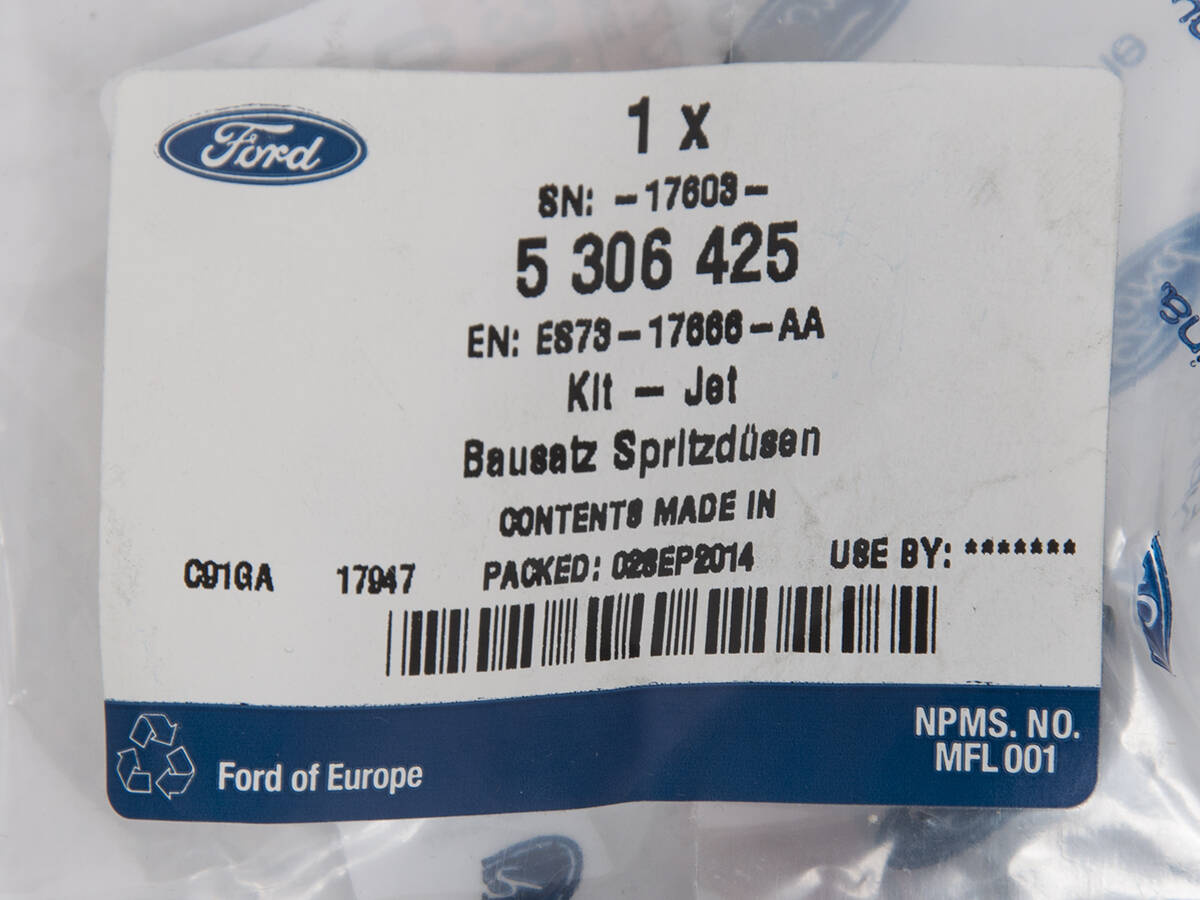 Ford
1 x
SN: -17603-
5 306 425
EN: ES73-17666-AA
Kit - Jet
Bausatz Spritzdüsen
CONTENTS MADE IN
C91GA 17947 PACKED: 02SEP2014 USE BY: *******
NPMS. NO.
MFL 001
Ford of Europe